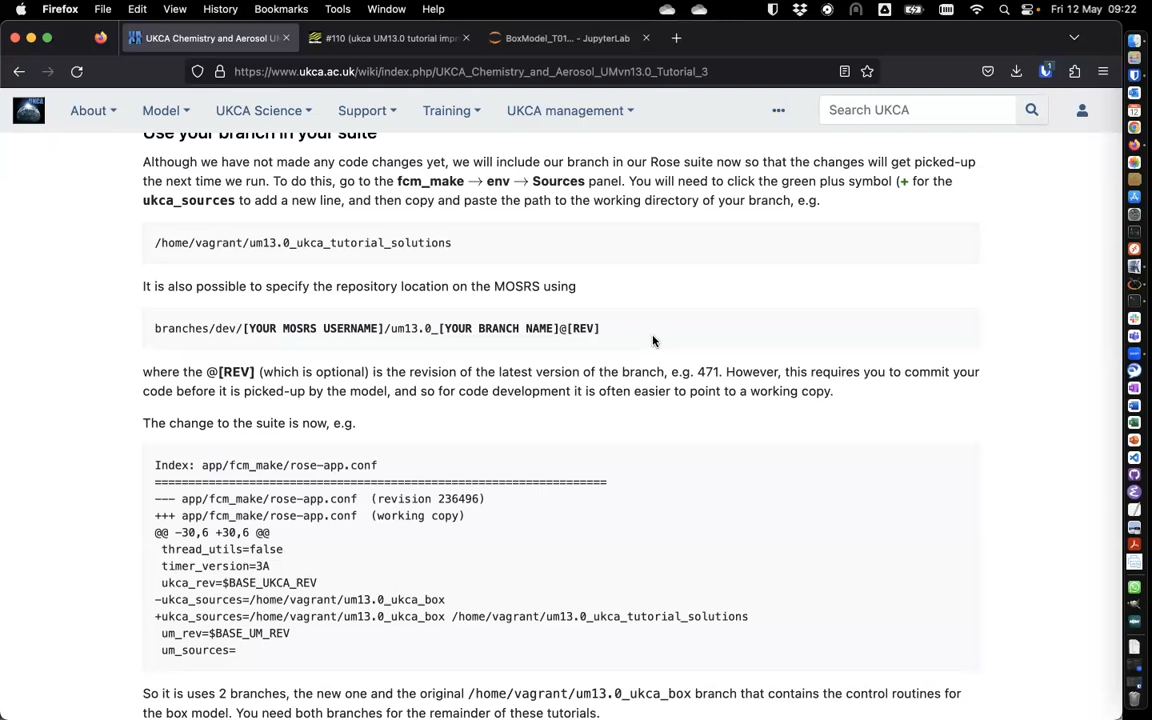 Firefox File Edit View History Bookmarks Tools Window Help Fri 12 May 09:22
UKCA Chemistry and Aerosol U
#110 (ukca UM13.0 tutorial impr
BoxModel_T01... - JupyterLab
https://www.ukca.ac.uk/wiki/index.php/UKCA_Chemistry_and_Aerosol_UMvn13.0_Tutorial_3
About Model UKCA Science Support Training UKCA management Search UKCA
Use your branch in your suite
Although we have not made any code changes yet, we will include our branch in our Rose suite now so that the changes will get picked-up
the next time we run. To do this, go to the fcm_make → env → Sources panel. You will need to click the green plus symbol (+ for the
ukca_sources to add a new line, and then copy and paste the path to the working directory of your branch, e.g.
/home/vagrant/um13.0_ukca_tutorial_solutions
It is also possible to specify the repository location on the MOSRS using
branches/dev/[YOUR MOSRS USERNAME]/um13.0_[YOUR BRANCH NAME]@[REV]
where the @[REV] (which is optional) is the revision of the latest version of the branch, e.g. 471. However, this requires you to commit your
code before it is picked-up by the model, and so for code development it is often easier to point to a working copy.
The change to the suite is now, e.g.
Index: app/fcm_make/rose-app.conf
===================================================================
--- app/fcm_make/rose-app.conf  (revision 236496)
+++ app/fcm_make/rose-app.conf  (working copy)
@@ -30,6 +30,6 @@
thread_utils=false
timer_version=3A
ukca_rev=$BASE_UKCA_REV
-ukca_sources=/home/vagrant/um13.0_ukca_box
+ukca_sources=/home/vagrant/um13.0_ukca_box /home/vagrant/um13.0_ukca_tutorial_solutions
um_rev=$BASE_UM_REV
um_sources=
So it is uses 2 branches, the new one and the original /home/vagrant/um13.0_ukca_box branch that contains the control routines for
the box model. You need both branches for the remainder of these tutorials.